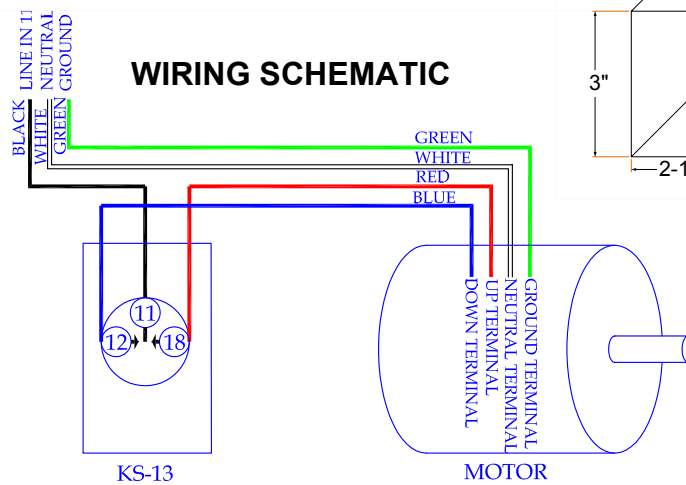 LINE IN
NEUTRAL
GROUND
BLACK
WHITE
GREEN
WIRING SCHEMATIC
3"
GREEN
WHITE
RED
BLUE
11
12
18
DOWN TERMINAL
UP TERMINAL
NEUTRAL TERMINAL
GROUND TERMINAL
KS-13
MOTOR